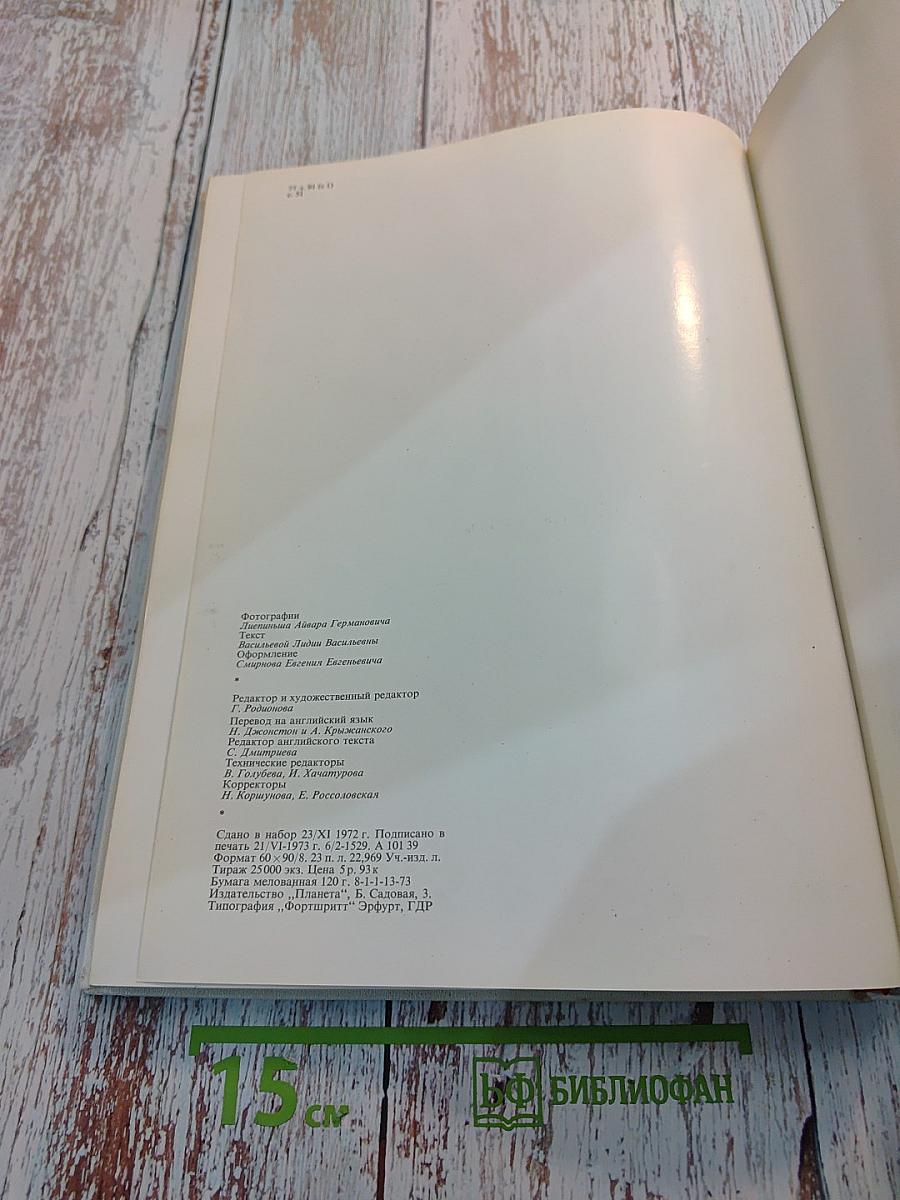 Фотографии
Лиепиньша Айвара Германовича
Текст
Васильевой Лидии Васильевны
Оформление
Смирнова Евгения Евгеньевича
*
Редактор и художественный редактор
Г. Родионова
Перевод на английский язык
Н. Джонстон и А. Крыжанского
Редактор английского текста
С. Дмитриева
Технические редакторы
В. Голубева, И. Хачатурова
Корректоры
Н. Коршунова, Е. Россоловская
*
Сдано в набор 23/XI 1972 г. Подписано в
печать 21/VI-1973 г. 6/2-1529. А 101 39
Формат 60×90/8. 23 п. л. 22,969 Уч.-изд. л.
Тираж 25000 экз. Цена 5 р. 93 к
Бумага мелованная 120 г. 8-1-1-13-73
Издательство „Планета“, Б. Садовая, 3.
Типография „Фортшритт“ Эрфурт, ГДР
15 см
БФ БИБЛИОФАН